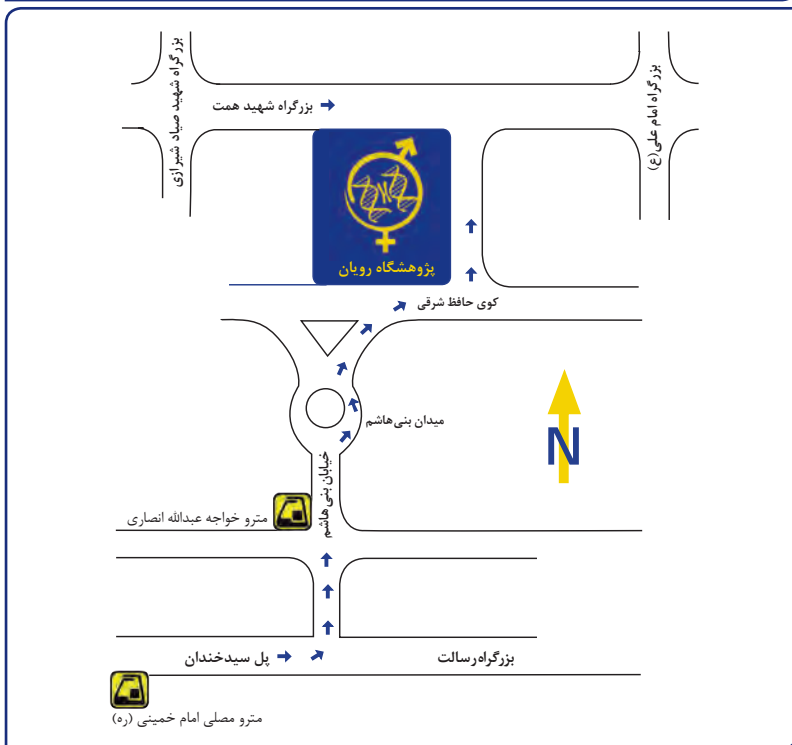 بزرگراه شهید صیاد شیرازی
بزرگراه امام علی(ع)
بزرگراه شهید همت
پژوهشگاه رویان
کوی حافظ شرقی
میدان بنی‌هاشم
خیابان بنی هاشم
N
مترو خواجه عبدالله انصاری
بزرگراه رسالت
پل سیدخندان
مترو مصلی امام خمینی (ره)